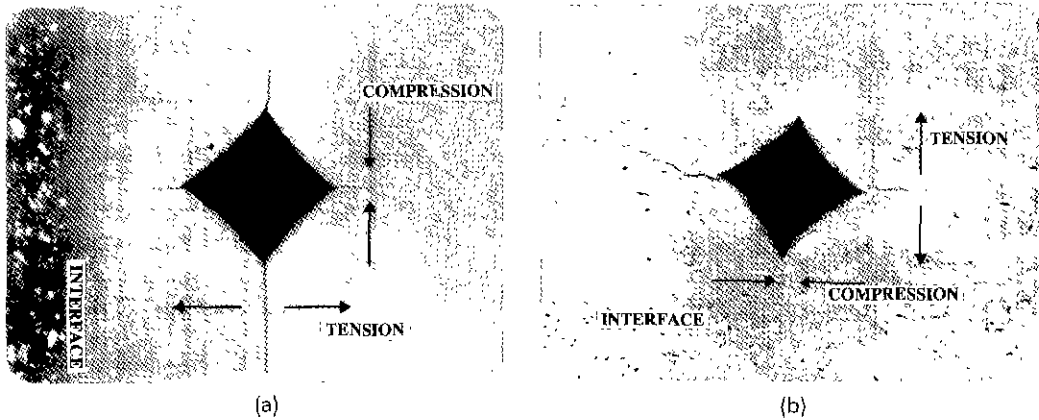 COMPRESSION
TENSION
INTERFACE
(a)
TENSION
COMPRESSION
INTERFACE
(b)